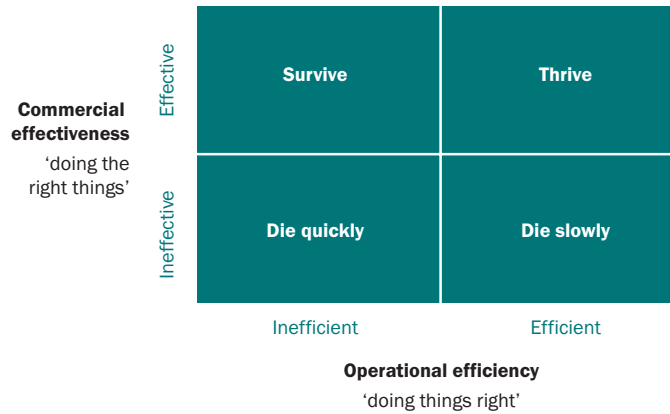 Commercial
effectiveness
‘doing the
right things’
Effective
Ineffective
Survive
Thrive
Die quickly
Die slowly
Inefficient
Efficient
Operational efficiency
‘doing things right’